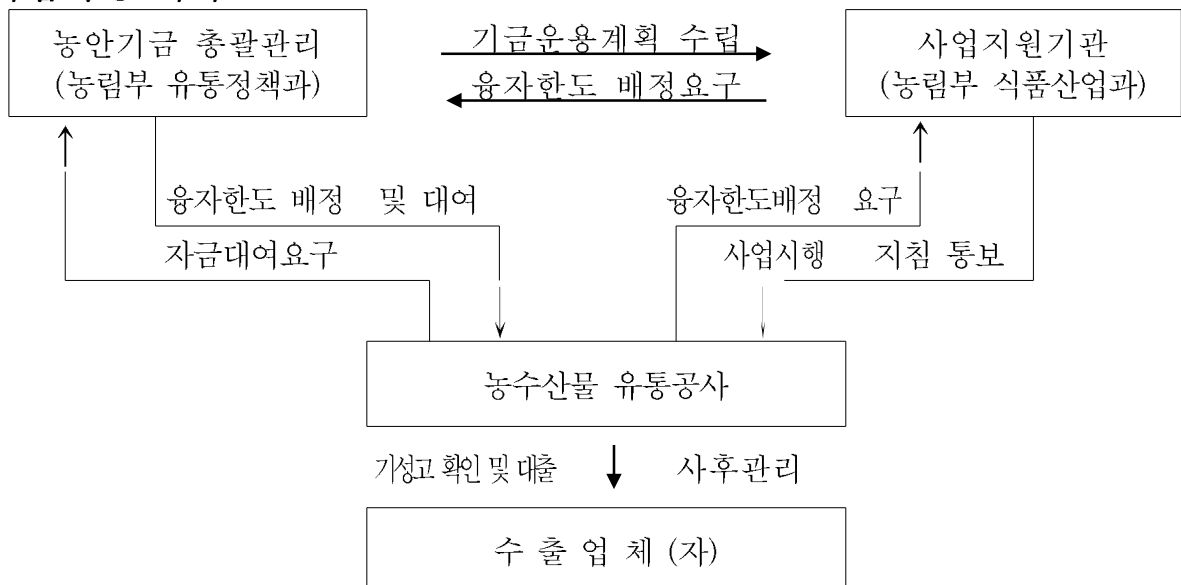 농안기금 총괄관리
(농림부 유통정책과)
기금운용계획 수립
융자한도 배정요구
사업지원기관
(농림부 식품산업과)
융자한도 배정 및 대여
융자한도배정 요구
자금대여요구
사업시행 지침 통보
농수산물 유통공사
기성고 확인 및 대출
사후관리
수 출 업 체 (자)